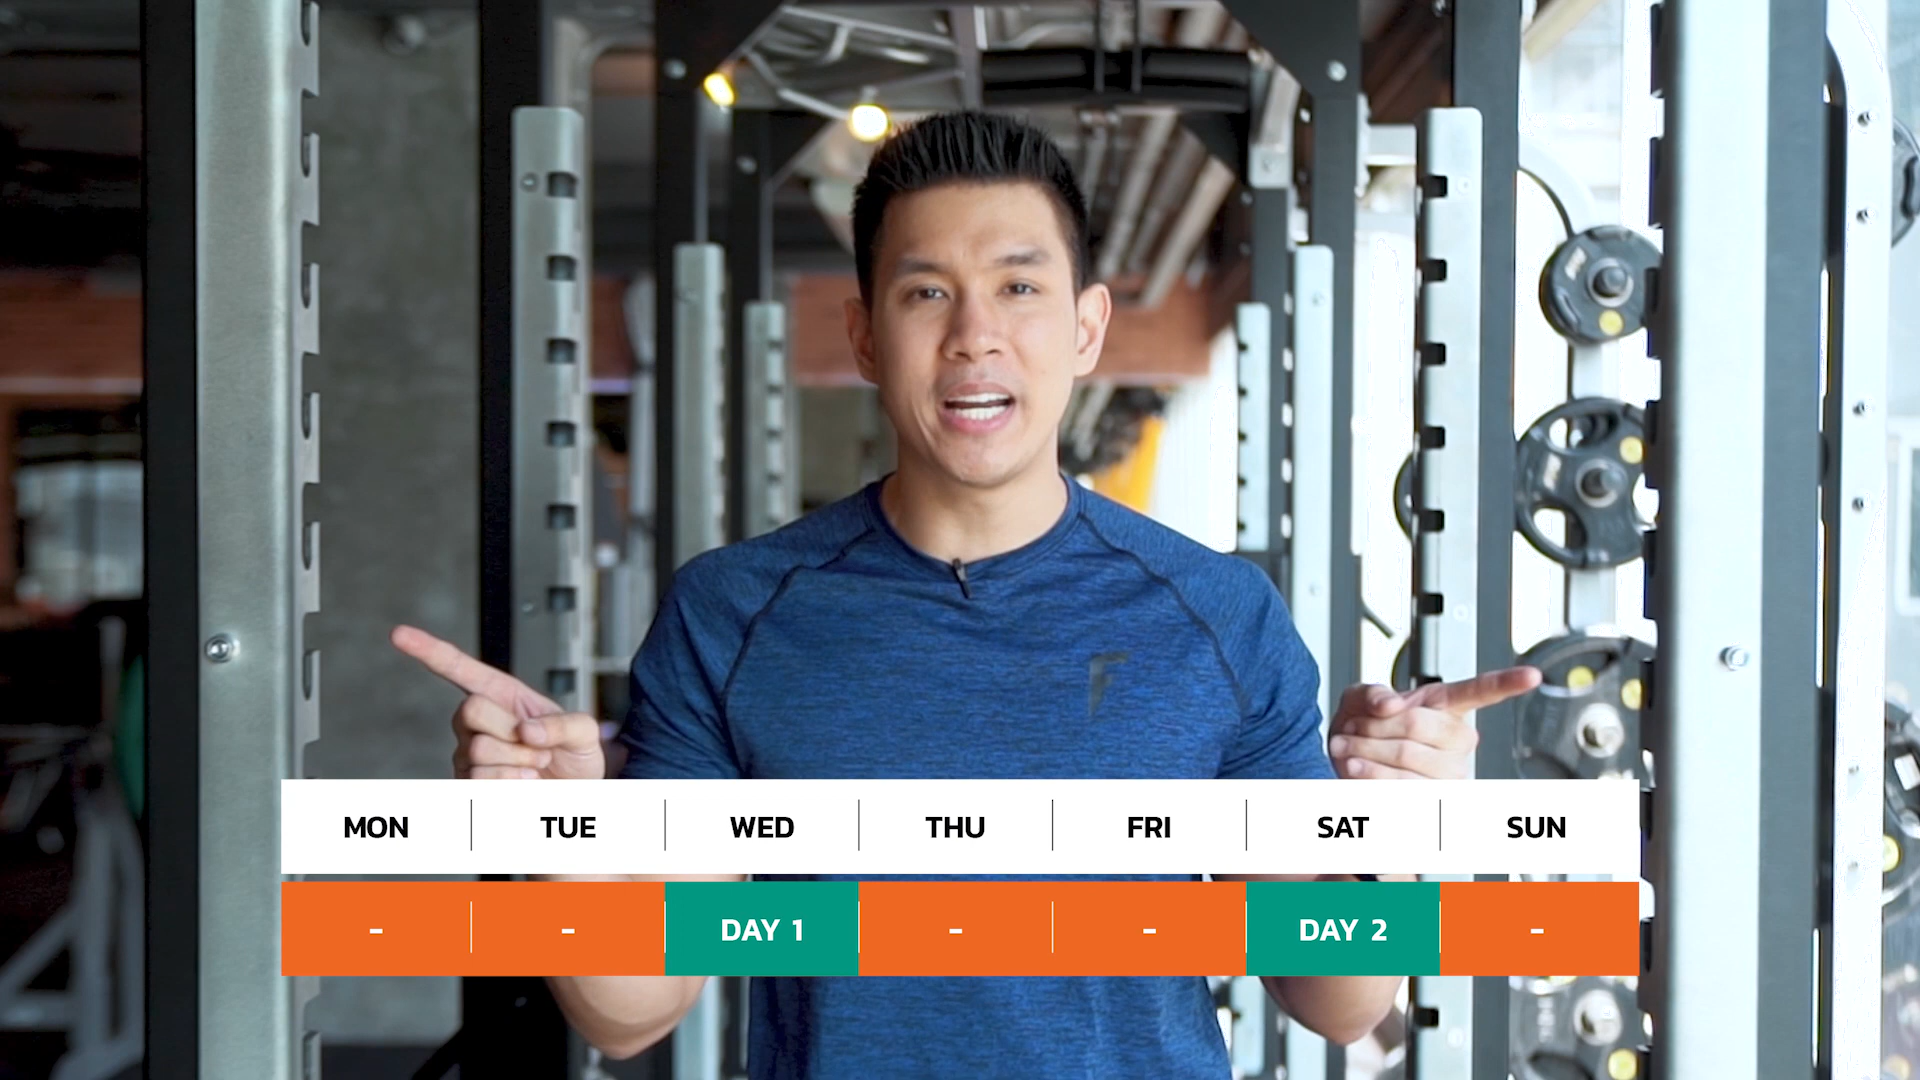 MON TUE WED THU FRI SAT SUN
- - DAY 1 - - DAY 2 -
F